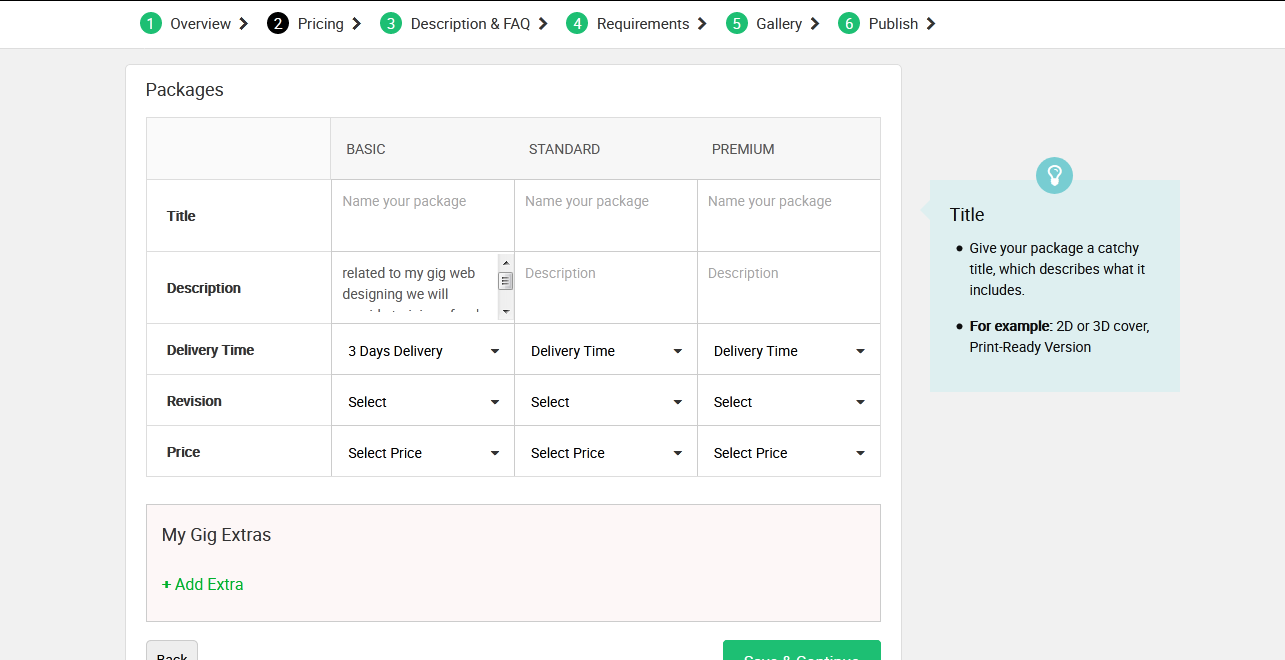 1 Overview 2 Pricing 3 Description & FAQ 4 Requirements 5 Gallery 6 Publish
Packages
BASIC STANDARD PREMIUM
Title Name your package Name your package Name your package
Description related to my gig web Description Description
designing we will
Delivery Time 3 Days Delivery Delivery Time Delivery Time
Revision Select Select Select
Price Select Price Select Price Select Price
My Gig Extras
+ Add Extra
Back Save & Continue
Title
Give your package a catchy
title, which describes what it
includes.
For example: 2D or 3D cover,
Print-Ready Version